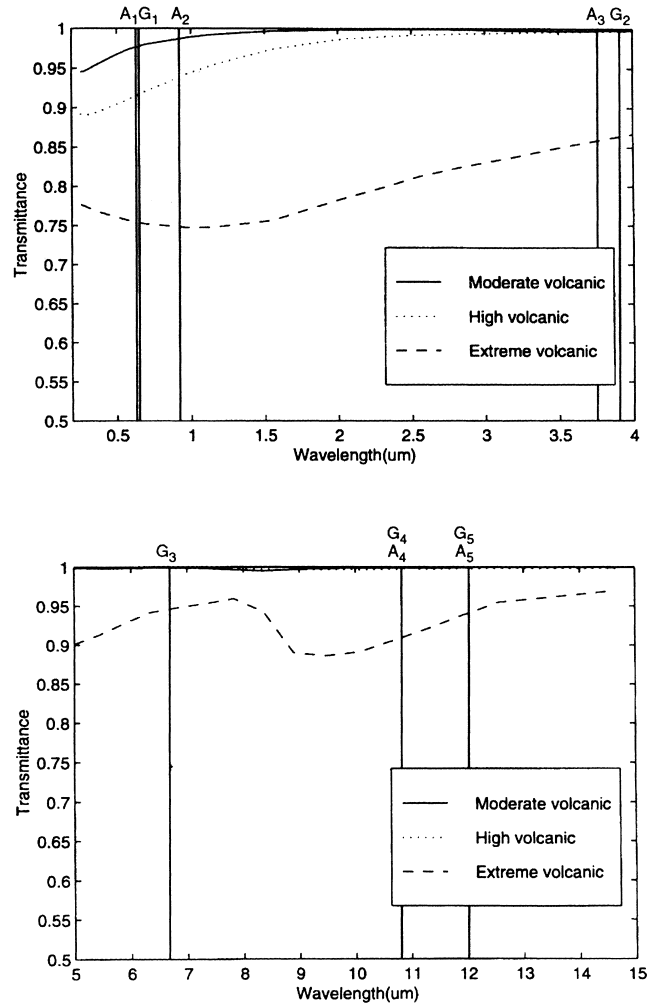 A1 G1 A2 A3 G2
1
0.95
0.9
0.85
0.8
0.75
0.7
0.65
0.6
0.55
0.5
Transmittance
Moderate volcanic
High volcanic
Extreme volcanic
0.5 1 1.5 2 2.5 3 3.5 4
Wavelength(um)
G4 G5
G3 A4 A5
1
0.95
0.9
0.85
0.8
0.75
0.7
0.65
0.6
0.55
0.5
Transmittance
Moderate volcanic
High volcanic
Extreme volcanic
5 6 7 8 9 10 11 12 13 14 15
Wavelength(um)